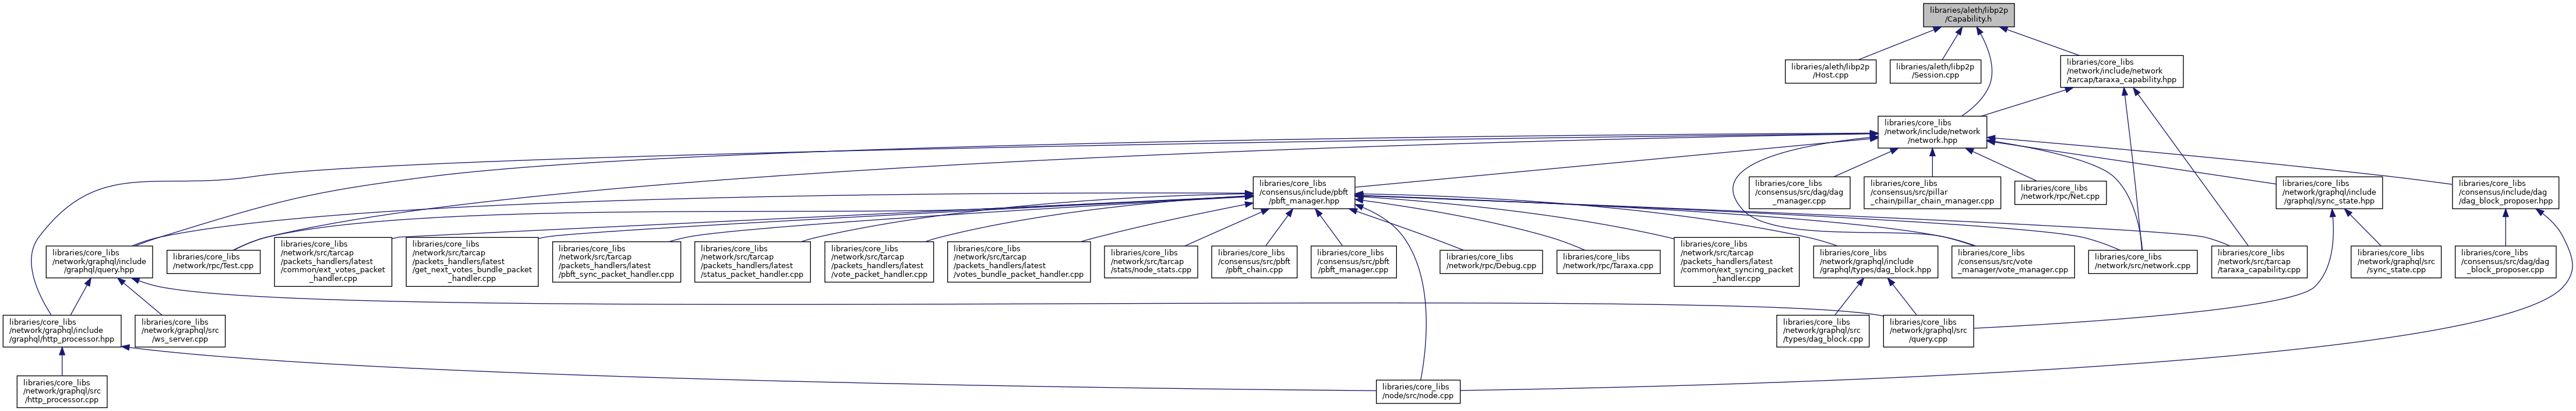 libraries/aleth/libp2p
/Capability.h
libraries/aleth/libp2p
/Host.cpp
libraries/aleth/libp2p
/Session.cpp
libraries/core_libs
/network/include/network
/tarcap/taraxa_capability.hpp
libraries/core_libs
/network/include/network
/network.hpp
libraries/core_libs
/consensus/include/pbft
/pbft_manager.hpp
libraries/core_libs
/consensus/src/dag/dag
_manager.cpp
libraries/core_libs
/consensus/src/pillar
_chain/pillar_chain_manager.cpp
libraries/core_libs
/network/rpc/Net.cpp
libraries/core_libs
/network/graphql/include
/graphql/sync_state.hpp
libraries/core_libs
/consensus/include/dag
/dag_block_proposer.hpp
libraries/core_libs
/network/graphql/include
/graphql/query.hpp
libraries/core_libs
/network/rpc/Test.cpp
libraries/core_libs
/network/src/tarcap
/packets_handlers/latest
/common/ext_votes_packet
_handler.cpp
libraries/core_libs
/network/src/tarcap
/packets_handlers/latest
/get_next_votes_bundle_packet
_handler.cpp
libraries/core_libs
/network/src/tarcap
/packets_handlers/latest
/pbft_sync_packet_handler.cpp
libraries/core_libs
/network/src/tarcap
/packets_handlers/latest
/status_packet_handler.cpp
libraries/core_libs
/network/src/tarcap
/packets_handlers/latest
/vote_packet_handler.cpp
libraries/core_libs
/network/src/tarcap
/packets_handlers/latest
/votes_bundle_packet_handler.cpp
libraries/core_libs
/network/src/tarcap
/stats/node_stats.cpp
libraries/core_libs
/consensus/src/pbft
/pbft_chain.cpp
libraries/core_libs
/consensus/src/pbft
/pbft_manager.cpp
libraries/core_libs
/network/rpc/Debug.cpp
libraries/core_libs
/network/rpc/Taraxa.cpp
libraries/core_libs
/network/src/tarcap
/packets_handlers/latest
/common/ext_syncing_packet
_handler.cpp
libraries/core_libs
/network/graphql/include
/graphql/types/dag_block.hpp
libraries/core_libs
/consensus/src/vote
_manager/vote_manager.cpp
libraries/core_libs
/network/src/network.cpp
libraries/core_libs
/network/src/tarcap
/taraxa_capability.cpp
libraries/core_libs
/network/graphql/src
/sync_state.cpp
libraries/core_libs
/consensus/src/dag/dag
_block_proposer.cpp
libraries/core_libs
/network/graphql/include
/graphql/http_processor.hpp
libraries/core_libs
/network/graphql/src
/ws_server.cpp
libraries/core_libs
/network/graphql/src
/types/dag_block.cpp
libraries/core_libs
/network/graphql/src
/query.cpp
libraries/core_libs
/network/graphql/src
/http_processor.cpp
libraries/core_libs
/node/src/node.cpp